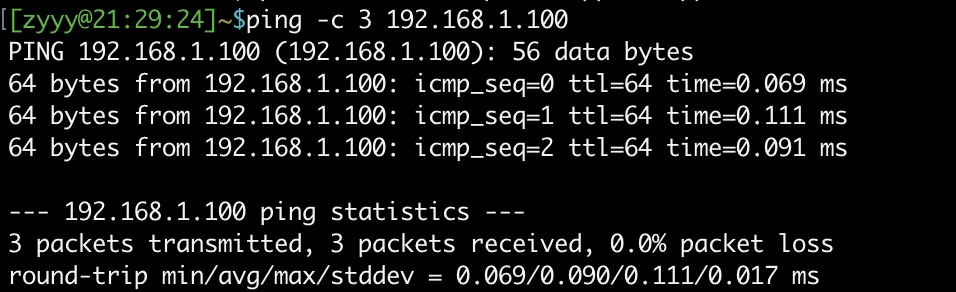 [[zyyy@21:29:24]~$ping -c 3 192.168.1.100
PING 192.168.1.100 (192.168.1.100): 56 data bytes
64 bytes from 192.168.1.100: icmp_seq=0 ttl=64 time=0.069 ms
64 bytes from 192.168.1.100: icmp_seq=1 ttl=64 time=0.111 ms
64 bytes from 192.168.1.100: icmp_seq=2 ttl=64 time=0.091 ms
--- 192.168.1.100 ping statistics ---
3 packets transmitted, 3 packets received, 0.0% packet loss
round-trip min/avg/max/stddev = 0.069/0.090/0.111/0.017 ms